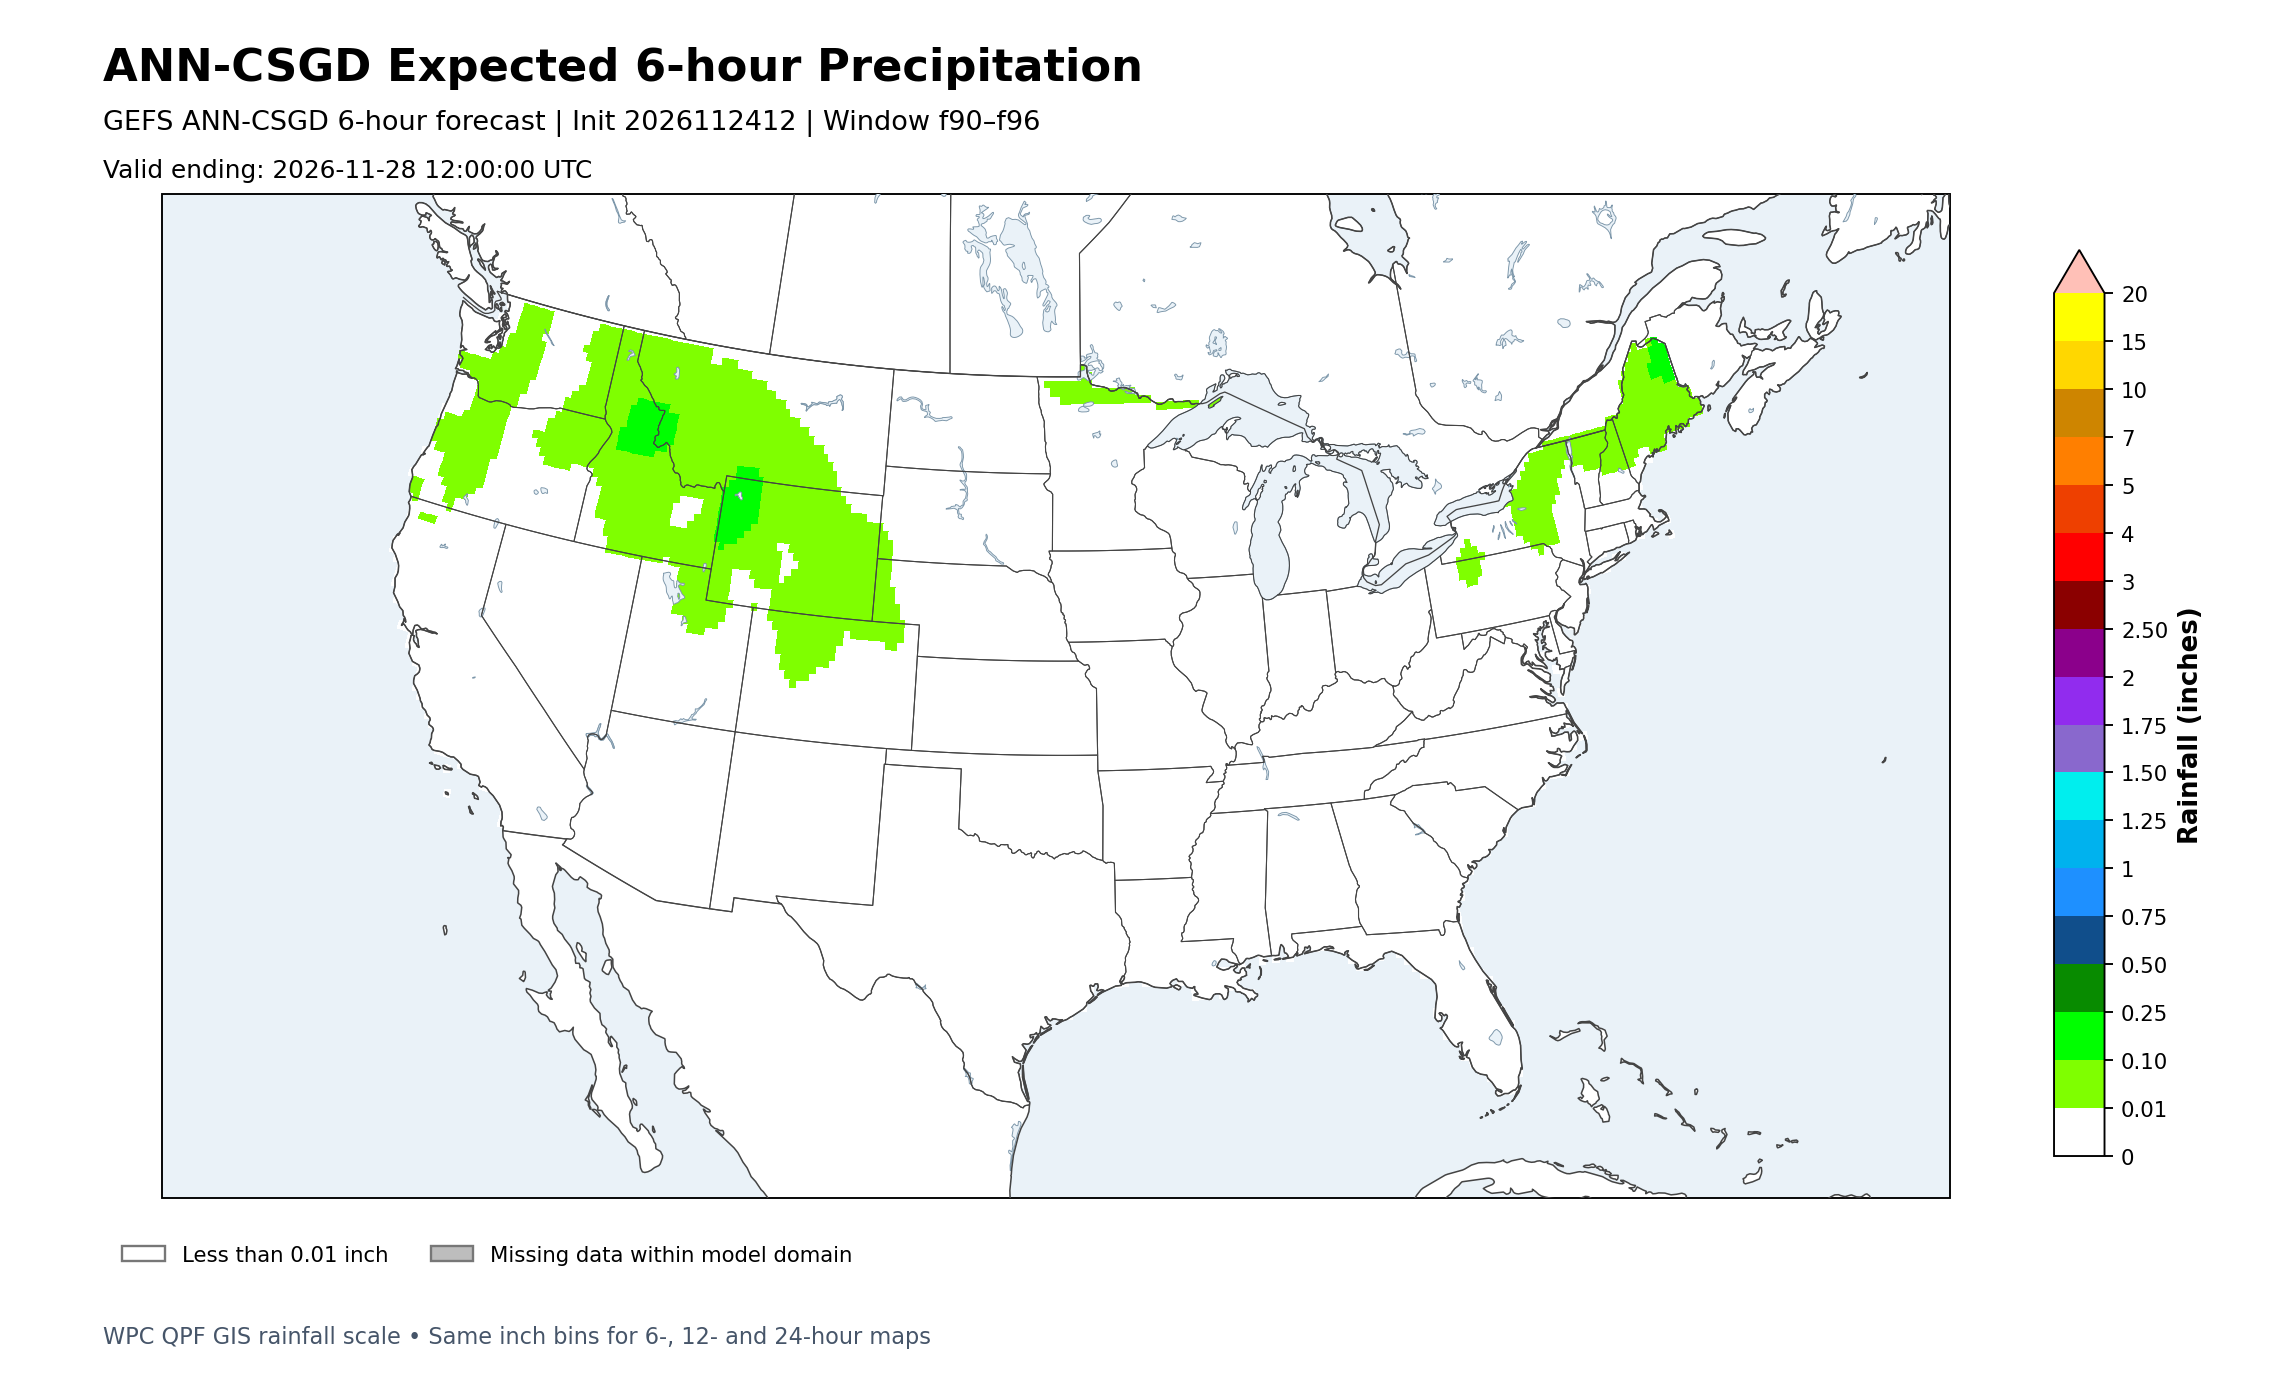 ANN-CSGD Expected 6-hour Precipitation
GEFS ANN-CSGD 6-hour forecast | Init 2026112412 | Window f90–f96
Valid ending: 2026-11-28 12:00:00 UTC
20
15
10
7
5
4
3
2.50
2
1.75
1.50
1.25
1
0.75
0.50
0.25
0.10
0.01
0
Rainfall (inches)
Less than 0.01 inch
Missing data within model domain
WPC QPF GIS rainfall scale • Same inch bins for 6-, 12- and 24-hour maps